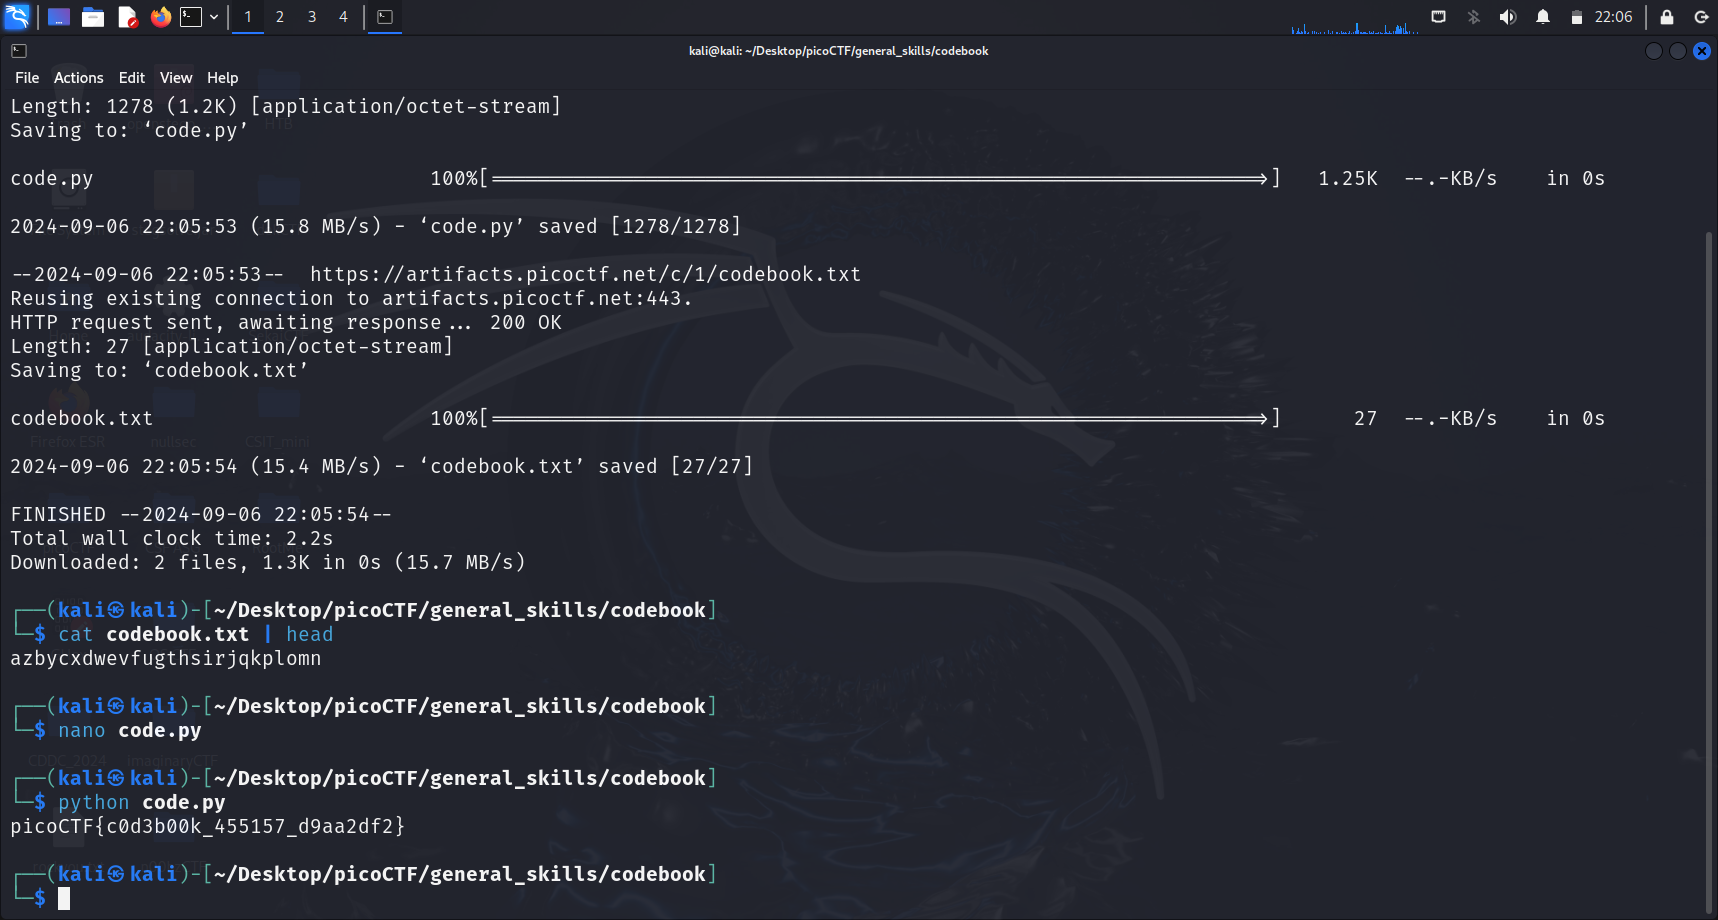 1 2 3 4 22:06
kali@kali: ~/Desktop/picoCTF/general_skills/codebook
File Actions Edit View Help
Length: 1278 (1.2K) [application/octet-stream]
Saving to: ‘code.py’
code.py 100%[===================================================>] 1.25K --.-KB/s in 0s
2024-09-06 22:05:53 (15.8 MB/s) - ‘code.py’ saved [1278/1278]
--2024-09-06 22:05:53-- https://artifacts.picoctf.net/c/1/codebook.txt
Reusing existing connection to artifacts.picoctf.net:443.
HTTP request sent, awaiting response... 200 OK
Length: 27 [application/octet-stream]
Saving to: ‘codebook.txt’
codebook.txt 100%[===================================================>] 27 --.-KB/s in 0s
Firefox ESR nullsec CSIT_mini
2024-09-06 22:05:54 (15.4 MB/s) - ‘codebook.txt’ saved [27/27]
FINISHED --2024-09-06 22:05:54--
Total wall clock time: 2.2s
Downloaded: 2 files, 1.3K in 0s (15.7 MB/s)
┌──(kali㉿kali)-[~/Desktop/picoCTF/general_skills/codebook]
└─$ cat codebook.txt | head
azbycxdwevfugthsirjqkplomn
┌──(kali㉿kali)-[~/Desktop/picoCTF/general_skills/codebook]
└─$ nano code.py
CDDC_2024 imaginaryCTF
┌──(kali㉿kali)-[~/Desktop/picoCTF/general_skills/codebook]
└─$ python code.py
picoCTF{c0d3b00k_455157_d9aa2df2}
┌──(kali㉿kali)-[~/Desktop/picoCTF/general_skills/codebook]
└─$